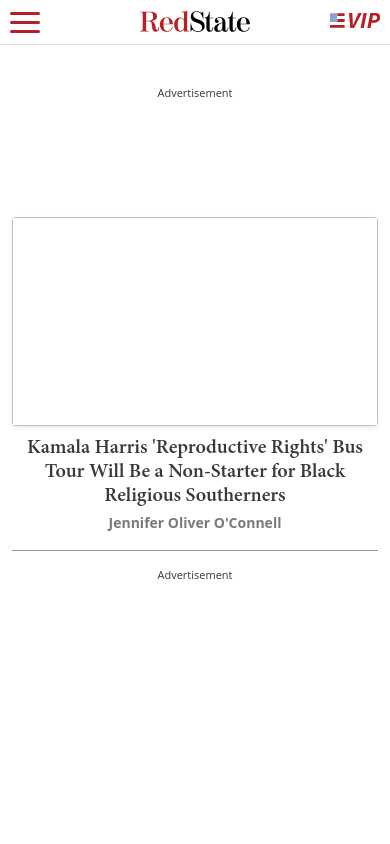 RedState
VIP
Advertisement
Kamala Harris 'Reproductive Rights' Bus
Tour Will Be a Non-Starter for Black
Religious Southerners
Jennifer Oliver O'Connell
Advertisement